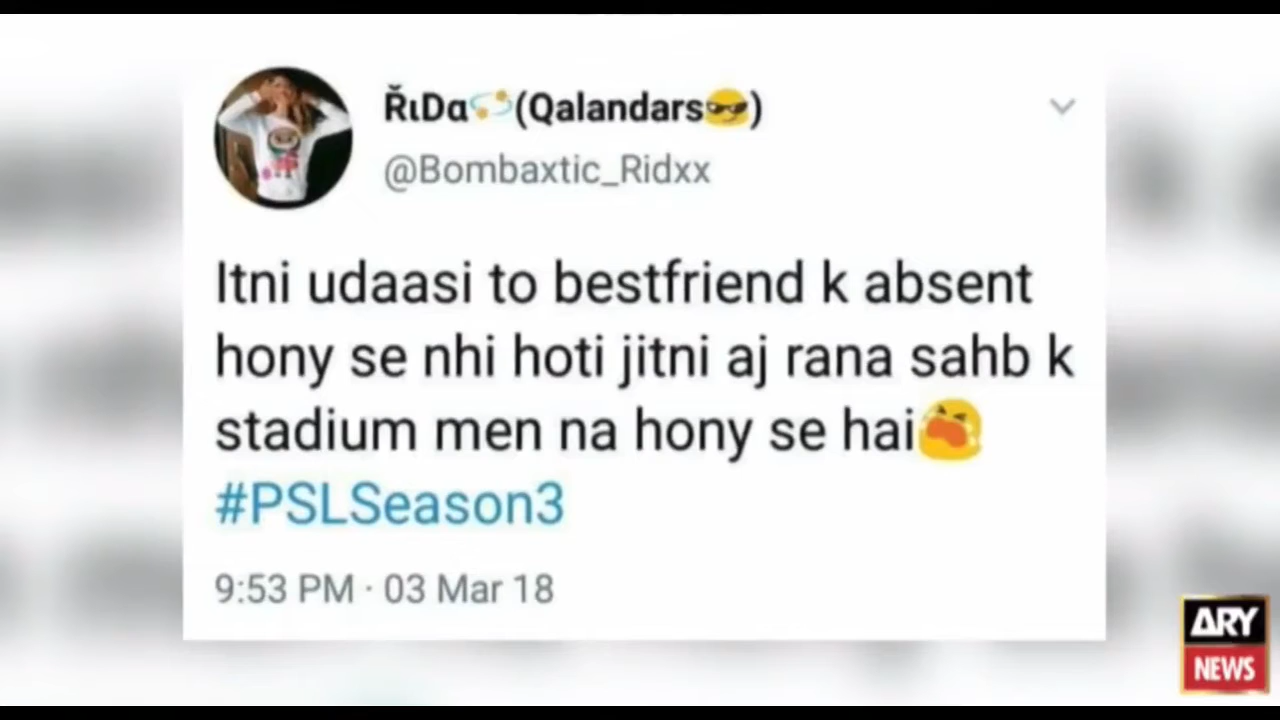 ŘιDα💫(Qalandars😎)
@Bombaxtic_Ridxx
Itni udaasi to bestfriend k absent
hony se nhi hoti jitni aj rana sahb k
stadium men na hony se hai😭
#PSLSeason3
9:53 PM · 03 Mar 18
ARY
NEWS